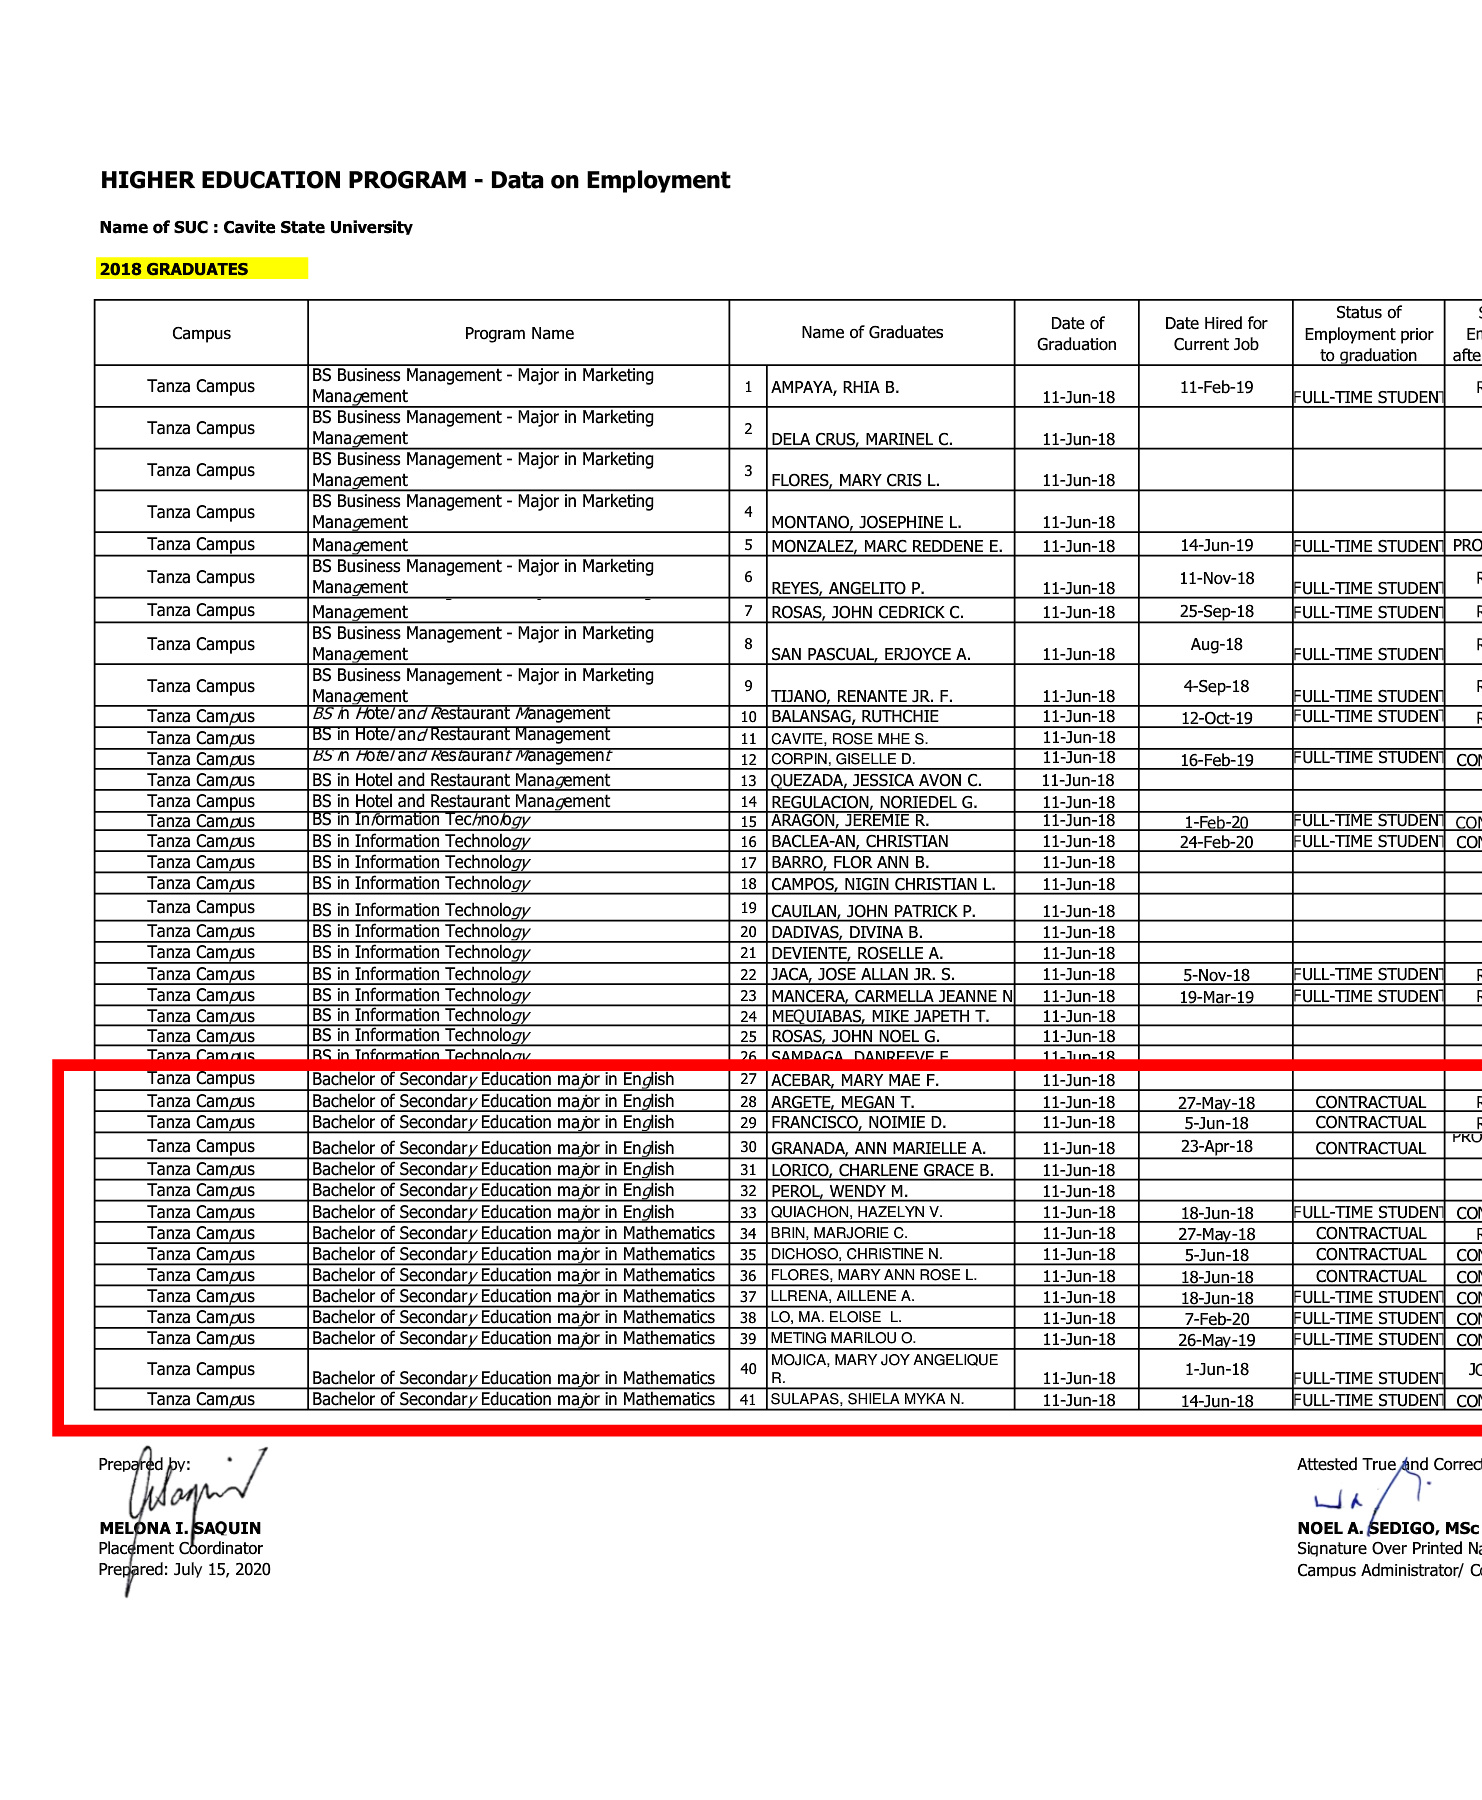 HIGHER EDUCATION PROGRAM - Data on Employment
Name of SUC : Cavite State University
2018 GRADUATES
Campus Program Name Name of Graduates Date of Graduation Date Hired for Current Job Status of Employment prior to graduation
Tanza Campus BS Business Management - Major in Marketing Management 1 AMPAYA, RHIA B. 11-Jun-18 11-Feb-19 FULL-TIME STUDENT
Tanza Campus BS Business Management - Major in Marketing Management 2 DELA CRUS, MARINEL C. 11-Jun-18
Tanza Campus BS Business Management - Major in Marketing Management 3 FLORES, MARY CRIS L. 11-Jun-18
Tanza Campus BS Business Management - Major in Marketing Management 4 MONTANO, JOSEPHINE L. 11-Jun-18
Tanza Campus Management 5 MONZALEZ, MARC REDDENE E. 11-Jun-18 14-Jun-19 FULL-TIME STUDENT PRO
Tanza Campus BS Business Management - Major in Marketing Management 6 REYES, ANGELITO P. 11-Jun-18 11-Nov-18 FULL-TIME STUDENT
Tanza Campus Management 7 ROSAS, JOHN CEDRICK C. 11-Jun-18 25-Sep-18 FULL-TIME STUDENT
Tanza Campus BS Business Management - Major in Marketing Management 8 SAN PASCUAL, ERJOYCE A. 11-Jun-18 Aug-18 FULL-TIME STUDENT
Tanza Campus BS Business Management - Major in Marketing Management 9 TIJANO, RENANTE JR. F. 11-Jun-18 4-Sep-18 FULL-TIME STUDENT
Tanza Campus BS in Hotel and Restaurant Management 10 BALANSAG, RUTHCHIE 11-Jun-18 12-Oct-19 FULL-TIME STUDENT
Tanza Campus BS in Hotel and Restaurant Management 11 CAVITE, ROSE MHE S. 11-Jun-18
Tanza Campus BS in Hotel and Restaurant Management 12 CORPIN, GISELLE D. 11-Jun-18 16-Feb-19 FULL-TIME STUDENT CON
Tanza Campus BS in Hotel and Restaurant Management 13 QUEZADA, JESSICA AVON C. 11-Jun-18
Tanza Campus BS in Hotel and Restaurant Management 14 REGULACION, NORIEDEL G. 11-Jun-18
Tanza Campus BS in Information Technology 15 ARAGON, JEREMIE R. 11-Jun-18 1-Feb-20 FULL-TIME STUDENT CON
Tanza Campus BS in Information Technology 16 BACLEA-AN, CHRISTIAN 11-Jun-18 24-Feb-20 FULL-TIME STUDENT CON
Tanza Campus BS in Information Technology 17 BARRO, FLOR ANN B. 11-Jun-18
Tanza Campus BS in Information Technology 18 CAMPOS, NIGIN CHRISTIAN L. 11-Jun-18
Tanza Campus BS in Information Technology 19 CAUILAN, JOHN PATRICK P. 11-Jun-18
Tanza Campus BS in Information Technology 20 DADIVAS, DIVINA B. 11-Jun-18
Tanza Campus BS in Information Technology 21 DEVIENTE, ROSELLE A. 11-Jun-18
Tanza Campus BS in Information Technology 22 JACA, JOSE ALLAN JR. S. 11-Jun-18 5-Nov-18 FULL-TIME STUDENT
Tanza Campus BS in Information Technology 23 MANCERA, CARMELLA JEANNE N 11-Jun-18 19-Mar-19 FULL-TIME STUDENT
Tanza Campus BS in Information Technology 24 MEQUIABAS, MIKE JAPETH T. 11-Jun-18
Tanza Campus BS in Information Technology 25 ROSAS, JOHN NOEL G. 11-Jun-18
Tanza Campus BS in Information Technology 26 SAMPAGA, DANREEVE F. 11-Jun-18
Tanza Campus Bachelor of Secondary Education major in English 27 ACEBAR, MARY MAE F. 11-Jun-18
Tanza Campus Bachelor of Secondary Education major in English 28 ARGETE, MEGAN T. 11-Jun-18 27-May-18 CONTRACTUAL
Tanza Campus Bachelor of Secondary Education major in English 29 FRANCISCO, NOIMIE D. 11-Jun-18 5-Jun-18 CONTRACTUAL
Tanza Campus Bachelor of Secondary Education major in English 30 GRANADA, ANN MARIELLE A. 11-Jun-18 23-Apr-18 CONTRACTUAL PRO
Tanza Campus Bachelor of Secondary Education major in English 31 LORICO, CHARLENE GRACE B. 11-Jun-18
Tanza Campus Bachelor of Secondary Education major in English 32 PEROL, WENDY M. 11-Jun-18
Tanza Campus Bachelor of Secondary Education major in English 33 QUIACHON, HAZELYN V. 11-Jun-18 18-Jun-18 FULL-TIME STUDENT CON
Tanza Campus Bachelor of Secondary Education major in Mathematics 34 BRIN, MARJORIE C. 11-Jun-18 27-May-18 CONTRACTUAL
Tanza Campus Bachelor of Secondary Education major in Mathematics 35 DICHOSO, CHRISTINE N. 11-Jun-18 5-Jun-18 CONTRACTUAL CON
Tanza Campus Bachelor of Secondary Education major in Mathematics 36 FLORES, MARY ANN ROSE L. 11-Jun-18 18-Jun-18 CONTRACTUAL CON
Tanza Campus Bachelor of Secondary Education major in Mathematics 37 LLRENA, AILLENE A. 11-Jun-18 18-Jun-18 FULL-TIME STUDENT CON
Tanza Campus Bachelor of Secondary Education major in Mathematics 38 LO, MA. ELOISE L. 11-Jun-18 7-Feb-20 FULL-TIME STUDENT CON
Tanza Campus Bachelor of Secondary Education major in Mathematics 39 METING MARILOU O. 11-Jun-18 26-May-19 FULL-TIME STUDENT CON
Tanza Campus Bachelor of Secondary Education major in Mathematics 40 MOJICA, MARY JOY ANGELIQUE R. 11-Jun-18 1-Jun-18 FULL-TIME STUDENT JO
Tanza Campus Bachelor of Secondary Education major in Mathematics 41 SULAPAS, SHIELA MYKA N. 11-Jun-18 14-Jun-18 FULL-TIME STUDENT CON
Prepared by: Attested True and Correct
MELONA I. SAQUIN NOEL A. SEDIGO, MSc
Placement Coordinator Signature Over Printed Na
Prepared: July 15, 2020 Campus Administrator/ Co